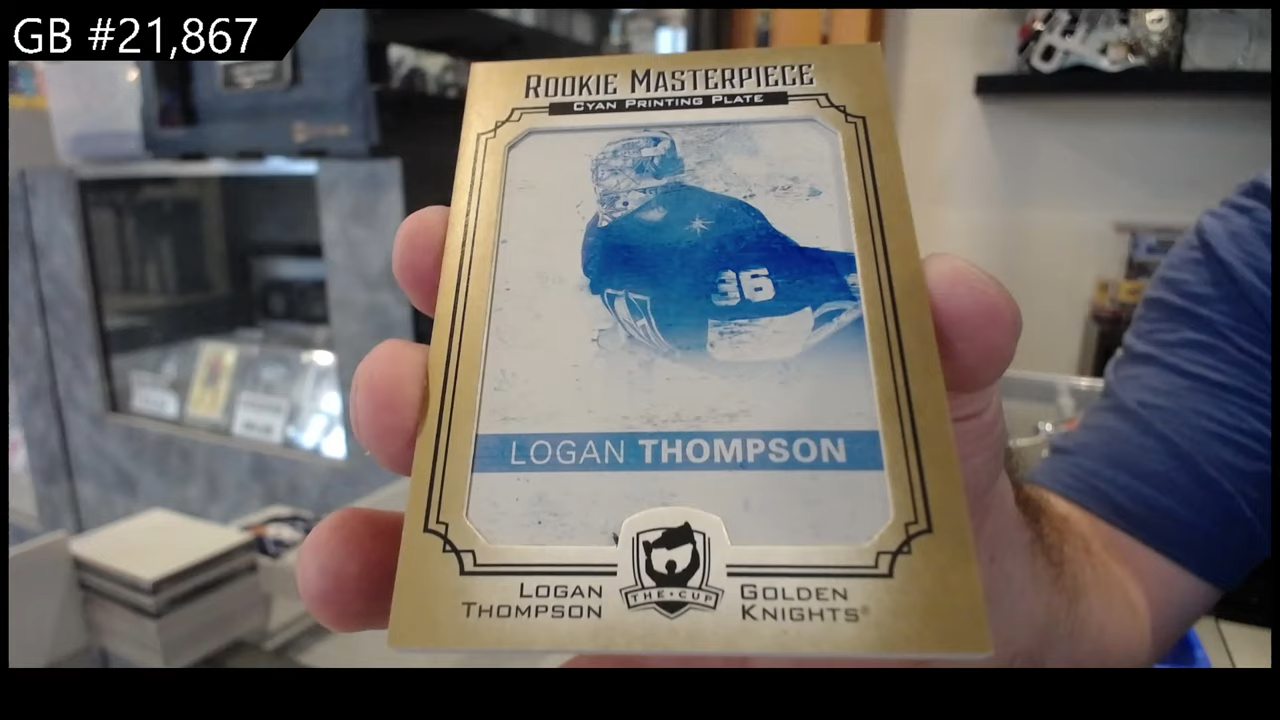 GB #21,867
ROOKIE MASTERPIECE
CYAN PRINTING PLATE
36
LOGAN THOMPSON
LOGAN
THOMPSON
THE • CUP
GOLDEN
KNIGHTS®